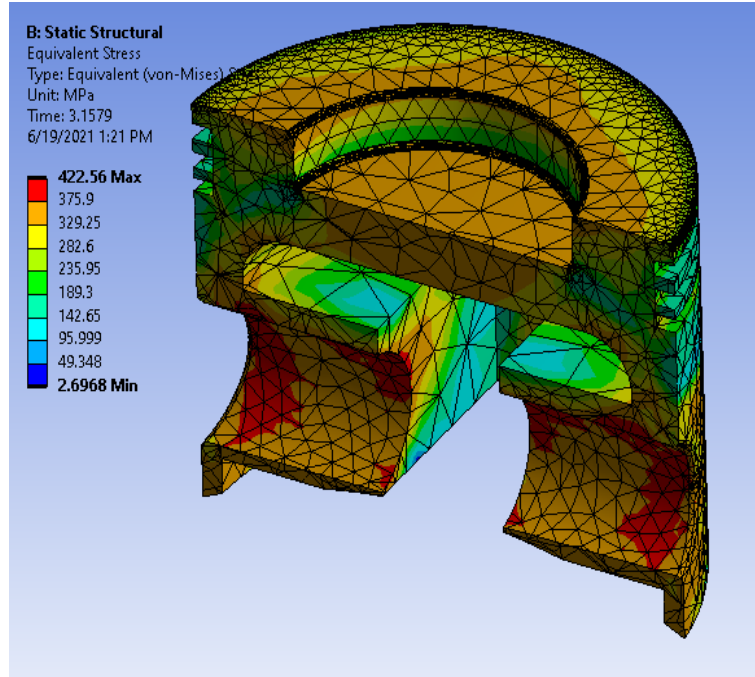 B: Static Structural
Equivalent Stress
Type: Equivalent (von-Mises)
Unit: MPa
Time: 3.1579
6/19/2021 1:21 PM
422.56 Max
375.9
329.25
282.6
235.95
189.3
142.65
95.999
49.348
2.6968 Min